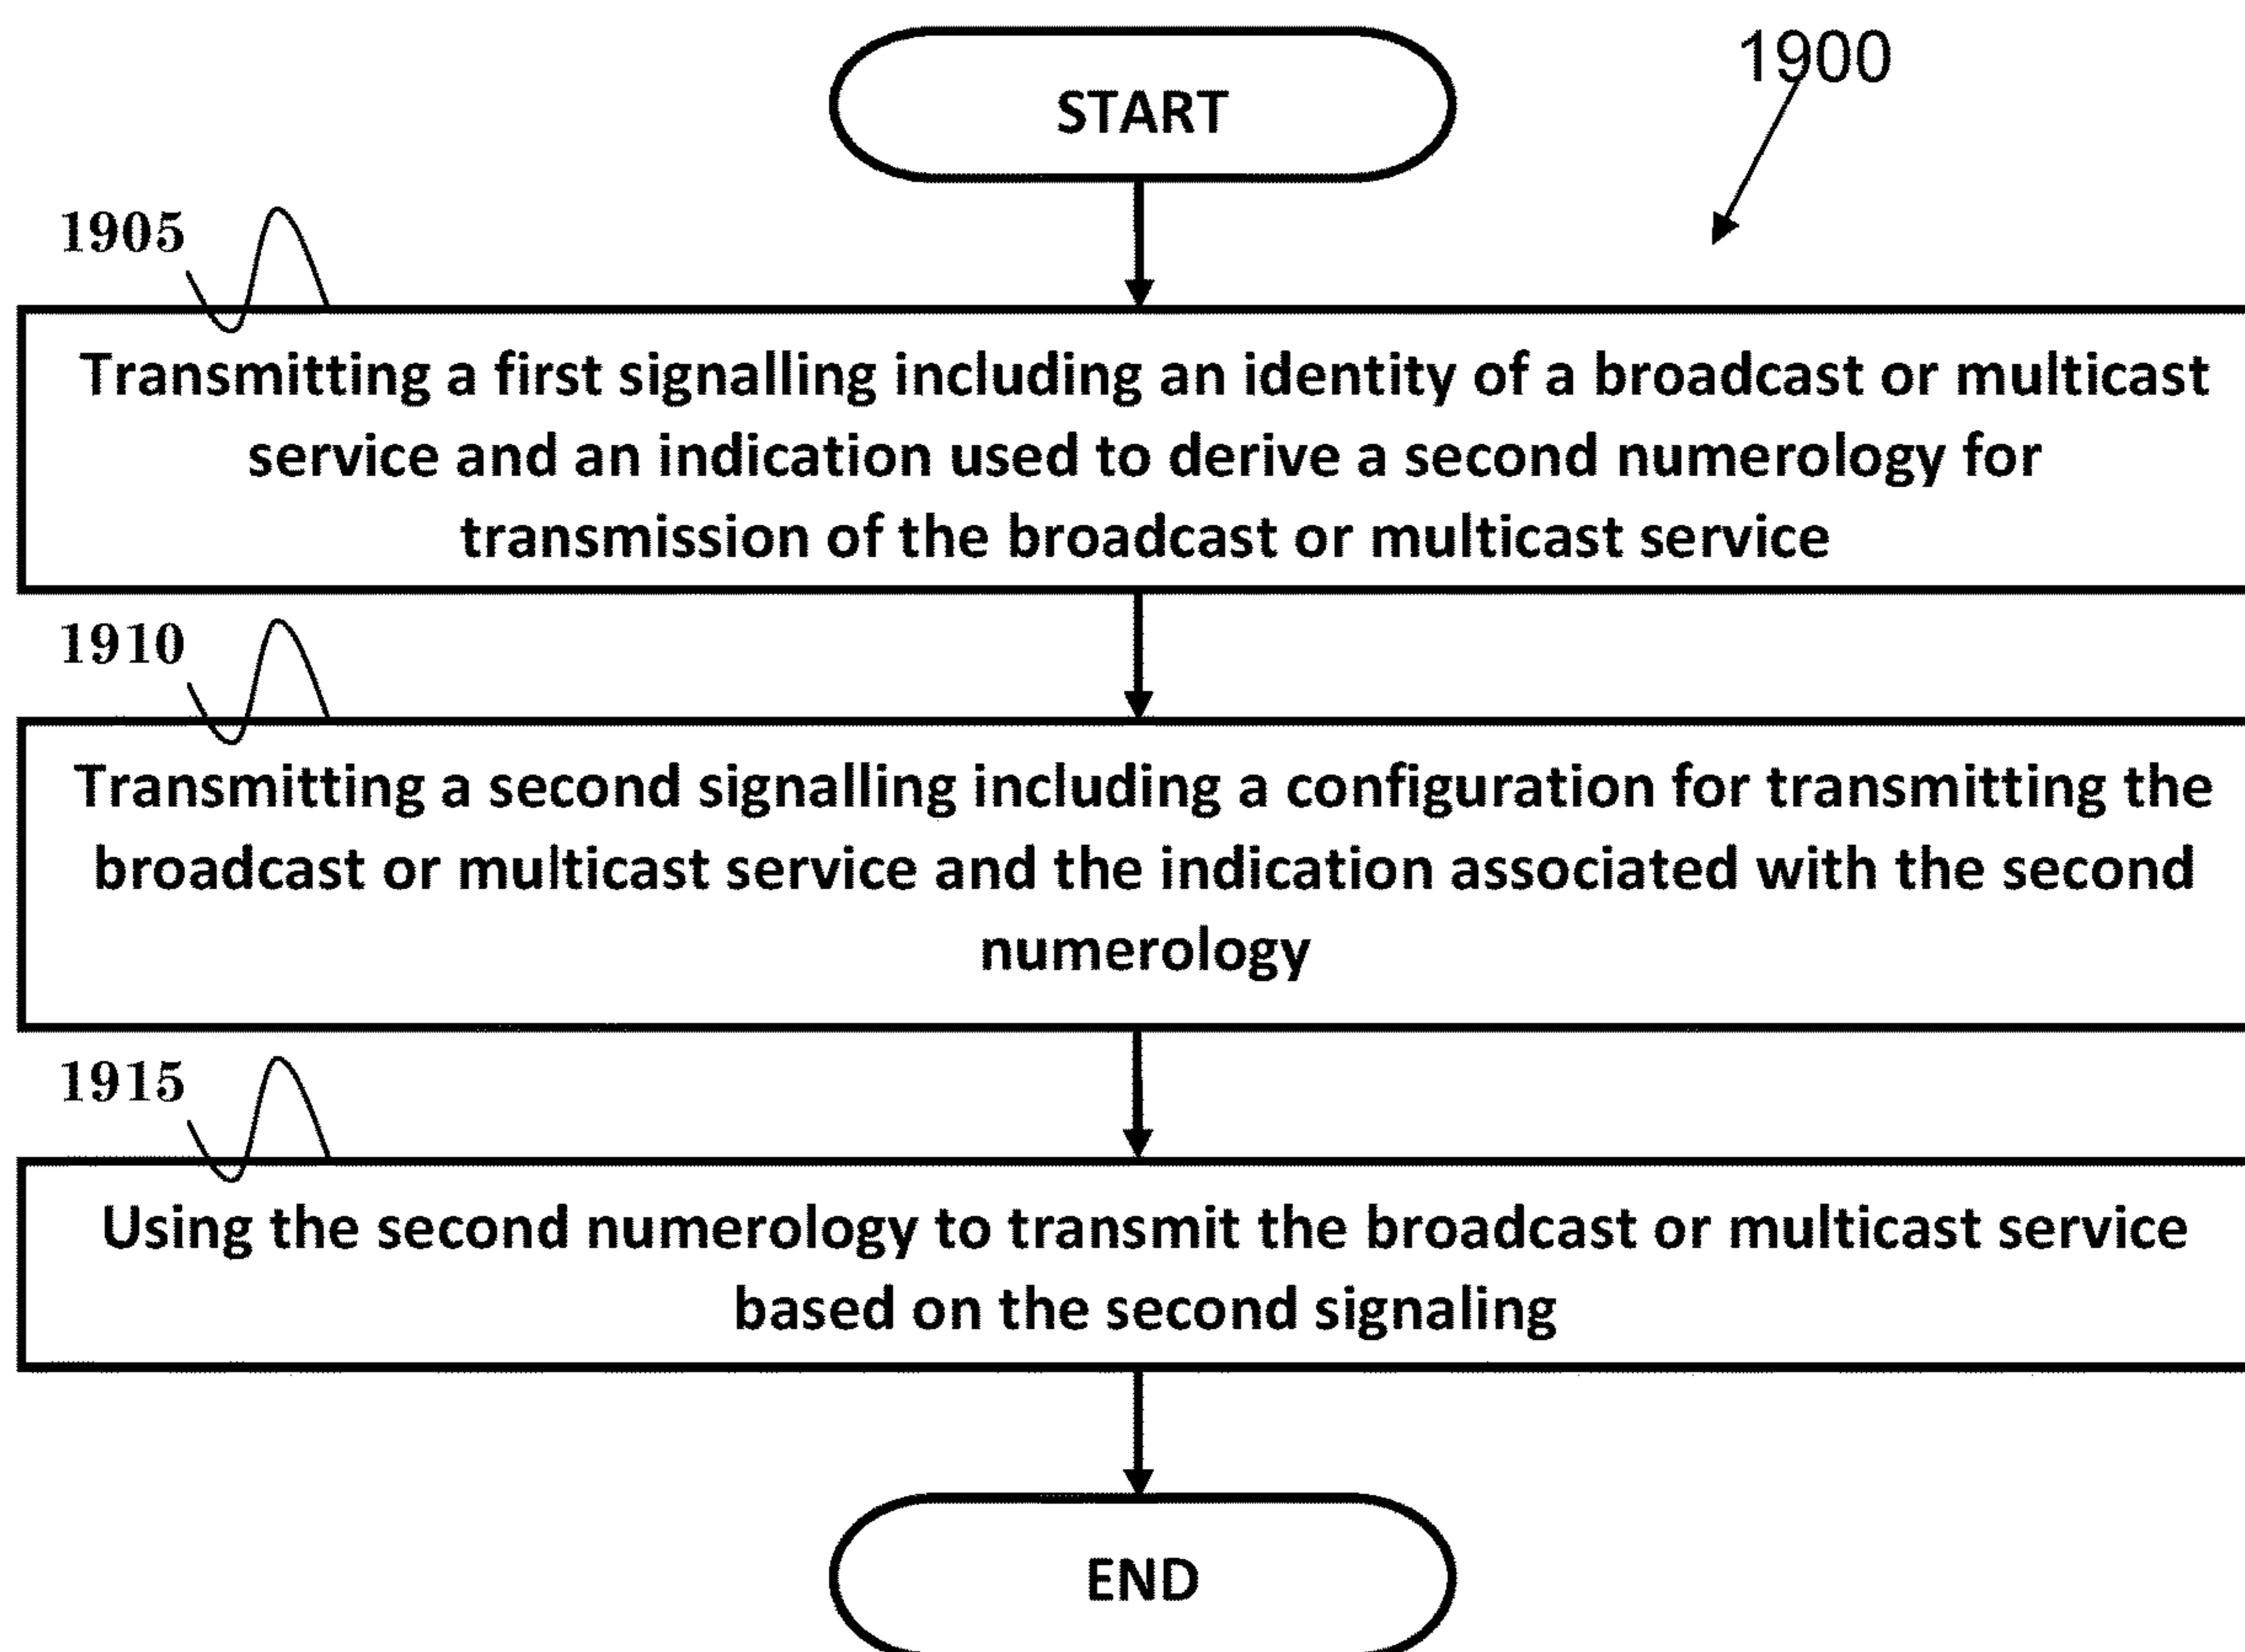 START
1900
1905
Transmitting a first signalling including an identity of a broadcast or multicast
service and an indication used to derive a second numerology for
transmission of the broadcast or multicast service
1910
Transmitting a second signalling including a configuration for transmitting the
broadcast or multicast service and the indication associated with the second
numerology
1915
Using the second numerology to transmit the broadcast or multicast service
based on the second signaling
END